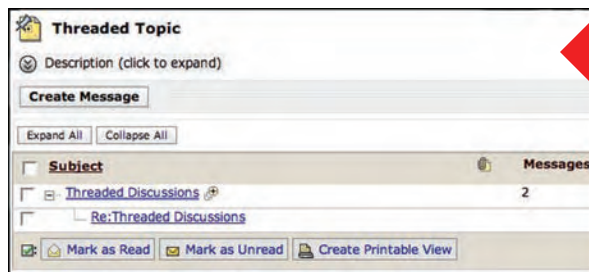 Threaded Topic
Description (click to expand)
Create Message
Expand All Collapse All
Subject Messages
Threaded Discussions 2
Re:Threaded Discussions
Mark as Read Mark as Unread Create Printable View